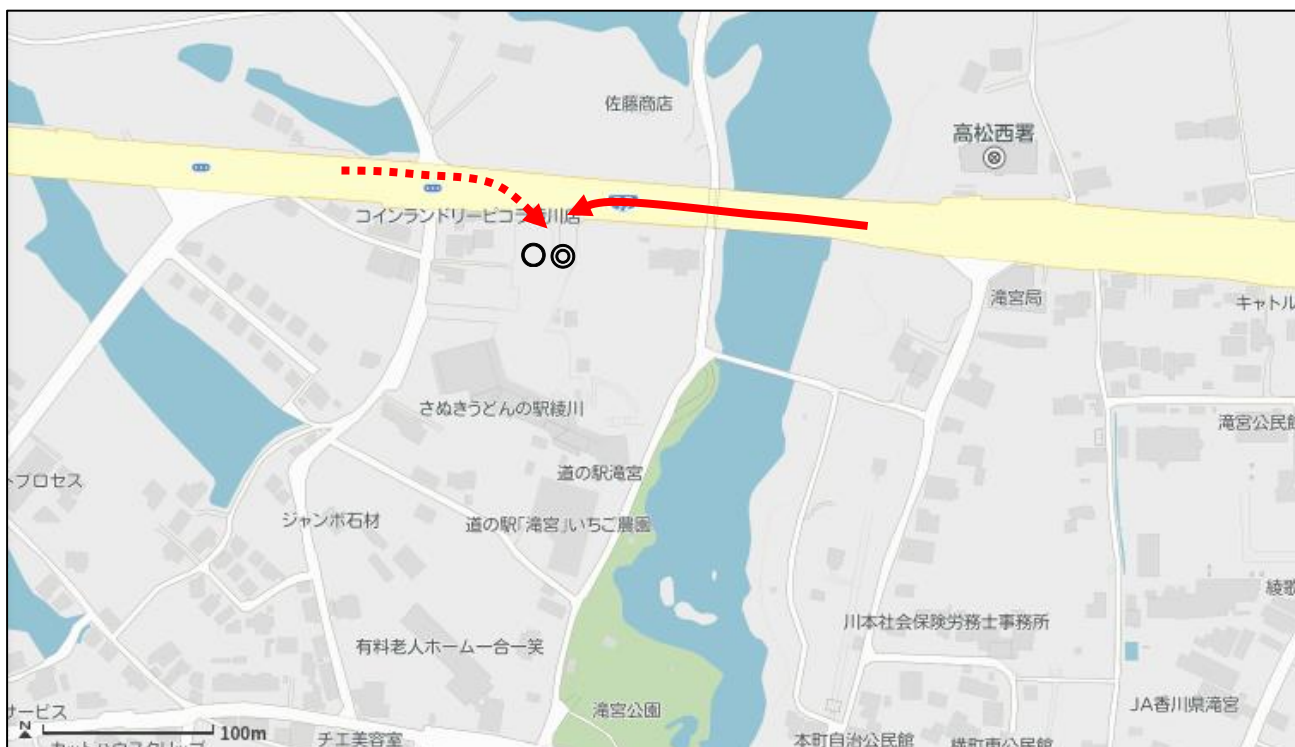 佐藤商店
高松西署
コインランドリーピコラ
川店
滝宮局
キャトル
さぬきうどんの駅綾川
滝宮公民館
道の駅滝宮
トプロセス
ジャンボ石材
道の駅「滝宮」いちご農園
綾歌
川本社会保険労務士事務所
有料老人ホーム一合一笑
滝宮公園
JA香川県滝宮
サービス
N
100m
チエ美容室
本町自治公民館